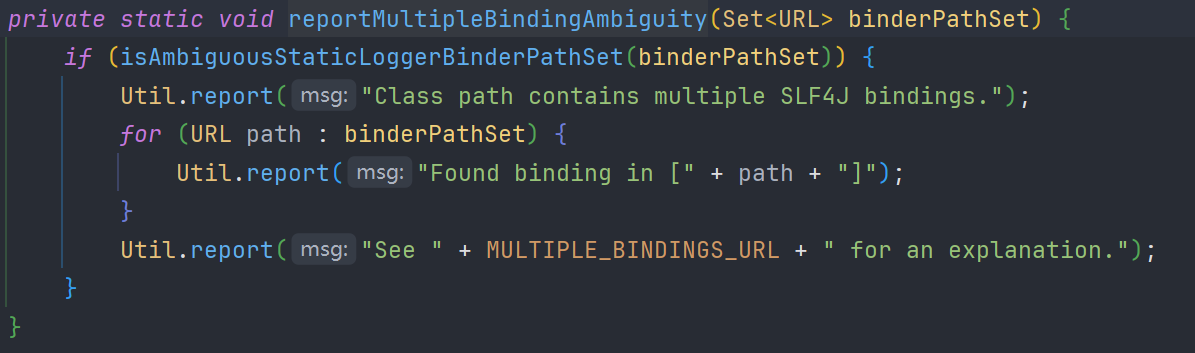 private static void reportMultipleBindingAmbiguity(Set<URL> binderPathSet) {
if (isAmbiguousStaticLoggerBinderPathSet(binderPathSet)) {
Util.report( msg: "Class path contains multiple SLF4J bindings.");
for (URL path : binderPathSet) {
Util.report( msg: "Found binding in [" + path + "]");
}
Util.report( msg: "See " + MULTIPLE_BINDINGS_URL + " for an explanation.");
}
}